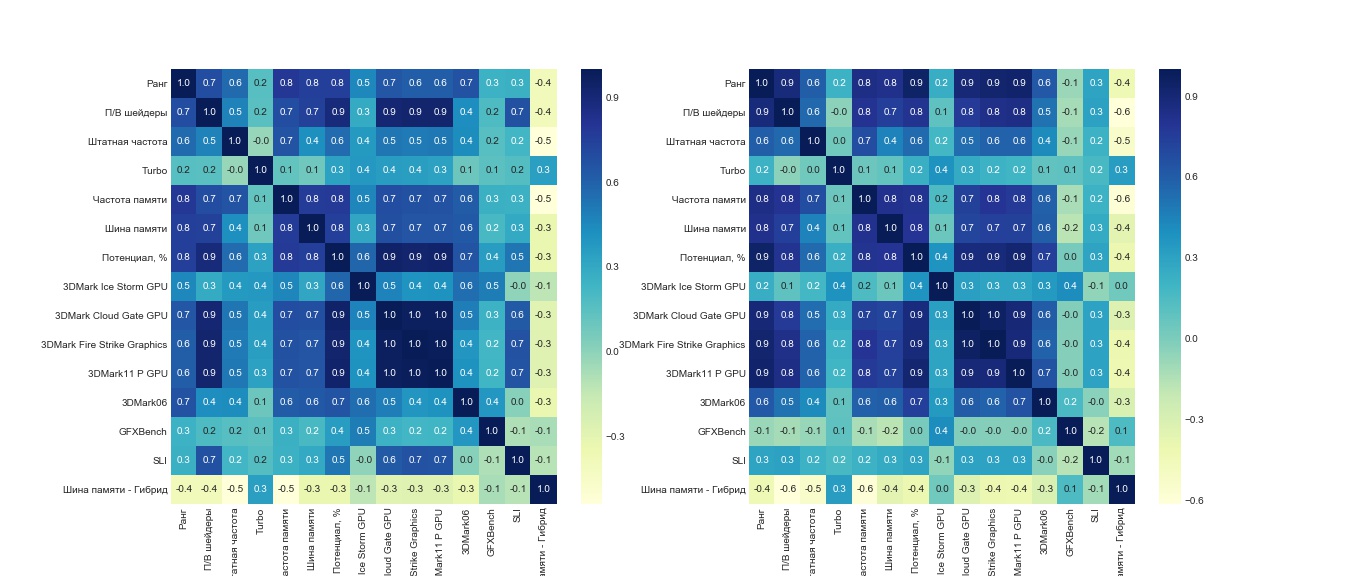 Ранг 1.0 0.7 0.6 0.2 0.8 0.8 0.8 0.5 0.7 0.6 0.6 0.7 0.3 0.3 -0.4
П/В шейдеры 0.7 1.0 0.5 0.2 0.7 0.7 0.9 0.3 0.9 0.9 0.9 0.4 0.2 0.7 -0.4
Штатная частота 0.6 0.5 1.0 -0.0 0.7 0.4 0.6 0.4 0.5 0.5 0.5 0.4 0.2 0.2 -0.5
Turbo 0.2 0.2 -0.0 1.0 0.1 0.1 0.3 0.4 0.4 0.4 0.3 0.1 0.1 0.2 0.3
Частота памяти 0.8 0.7 0.7 0.1 1.0 0.8 0.8 0.5 0.7 0.7 0.7 0.6 0.3 0.3 -0.5
Шина памяти 0.8 0.7 0.4 0.1 0.8 1.0 0.8 0.3 0.7 0.7 0.7 0.6 0.2 0.3 -0.3
Потенциал, % 0.8 0.9 0.6 0.3 0.8 0.8 1.0 0.6 0.9 0.9 0.9 0.7 0.4 0.5 -0.3
3DMark Ice Storm GPU 0.5 0.3 0.4 0.4 0.5 0.3 0.6 1.0 0.5 0.4 0.4 0.6 0.5 -0.0 -0.1
3DMark Cloud Gate GPU 0.7 0.9 0.5 0.4 0.7 0.7 0.9 0.5 1.0 1.0 1.0 0.5 0.3 0.6 -0.3
3DMark Fire Strike Graphics 0.6 0.9 0.5 0.4 0.7 0.7 0.9 0.4 1.0 1.0 1.0 0.4 0.2 0.7 -0.3
3DMark11 P GPU 0.6 0.9 0.5 0.3 0.7 0.7 0.9 0.4 1.0 1.0 1.0 0.4 0.2 0.7 -0.3
3DMark06 0.7 0.4 0.4 0.1 0.6 0.6 0.7 0.6 0.5 0.4 0.4 1.0 0.4 0.0 -0.3
GFXBench 0.3 0.2 0.2 0.1 0.3 0.2 0.4 0.5 0.3 0.2 0.2 0.4 1.0 -0.1 -0.1
SLI 0.3 0.7 0.2 0.2 0.3 0.3 0.5 -0.0 0.6 0.7 0.7 0.0 -0.1 1.0 -0.1
Шина памяти - Гибрид -0.4 -0.4 -0.5 0.3 -0.5 -0.3 -0.3 -0.1 -0.3 -0.3 -0.3 -0.3 -0.1 -0.1 1.0
Ранг
П/В шейдеры
татная частота
Turbo
астота памяти
Шина памяти
Потенциал, %
Ice Storm GPU
loud Gate GPU
Strike Graphics
Mark11 P GPU
3DMark06
GFXBench
SLI
амяти - Гибрид
0.9
0.6
0.3
0.0
−0.3
Ранг 1.0 0.9 0.6 0.2 0.8 0.8 0.9 0.2 0.9 0.9 0.9 0.6 -0.1 0.3 -0.4
П/В шейдеры 0.9 1.0 0.6 -0.0 0.8 0.7 0.8 0.1 0.8 0.8 0.8 0.5 -0.1 0.3 -0.6
Штатная частота 0.6 0.6 1.0 0.0 0.7 0.4 0.6 0.2 0.5 0.6 0.6 0.4 -0.1 0.2 -0.5
Turbo 0.2 -0.0 0.0 1.0 0.1 0.1 0.2 0.4 0.3 0.2 0.2 0.1 0.1 0.2 0.3
Частота памяти 0.8 0.8 0.7 0.1 1.0 0.8 0.8 0.2 0.7 0.8 0.8 0.6 -0.1 0.2 -0.6
Шина памяти 0.8 0.7 0.4 0.1 0.8 1.0 0.8 0.1 0.7 0.7 0.7 0.6 -0.2 0.3 -0.4
Потенциал, % 0.9 0.8 0.6 0.2 0.8 0.8 1.0 0.4 0.9 0.9 0.9 0.7 0.0 0.3 -0.4
3DMark Ice Storm GPU 0.2 0.1 0.2 0.4 0.2 0.1 0.4 1.0 0.3 0.3 0.3 0.3 0.4 -0.1 0.0
3DMark Cloud Gate GPU 0.9 0.8 0.5 0.3 0.7 0.7 0.9 0.3 1.0 1.0 0.9 0.6 -0.0 0.3 -0.3
3DMark Fire Strike Graphics 0.9 0.8 0.6 0.2 0.8 0.7 0.9 0.3 1.0 1.0 0.9 0.6 -0.0 0.3 -0.4
3DMark11 P GPU 0.9 0.8 0.6 0.2 0.8 0.7 0.9 0.3 0.9 0.9 1.0 0.7 -0.0 0.3 -0.4
3DMark06 0.6 0.5 0.4 0.1 0.6 0.6 0.7 0.3 0.6 0.6 0.7 1.0 0.2 -0.0 -0.3
GFXBench -0.1 -0.1 -0.1 0.1 -0.1 -0.2 0.0 0.4 -0.0 -0.0 -0.0 0.2 1.0 -0.2 0.1
SLI 0.3 0.3 0.2 0.2 0.2 0.3 0.3 -0.1 0.3 0.3 0.3 -0.0 -0.2 1.0 -0.1
Шина памяти - Гибрид -0.4 -0.6 -0.5 0.3 -0.6 -0.4 -0.4 0.0 -0.3 -0.4 -0.4 -0.3 0.1 -0.1 1.0
Ранг
П/В шейдеры
татная частота
Turbo
астота памяти
Шина памяти
Потенциал, %
Ice Storm GPU
loud Gate GPU
Strike Graphics
Mark11 P GPU
3DMark06
GFXBench
SLI
амяти - Гибрид
0.9
0.6
0.3
0.0
−0.3
−0.6